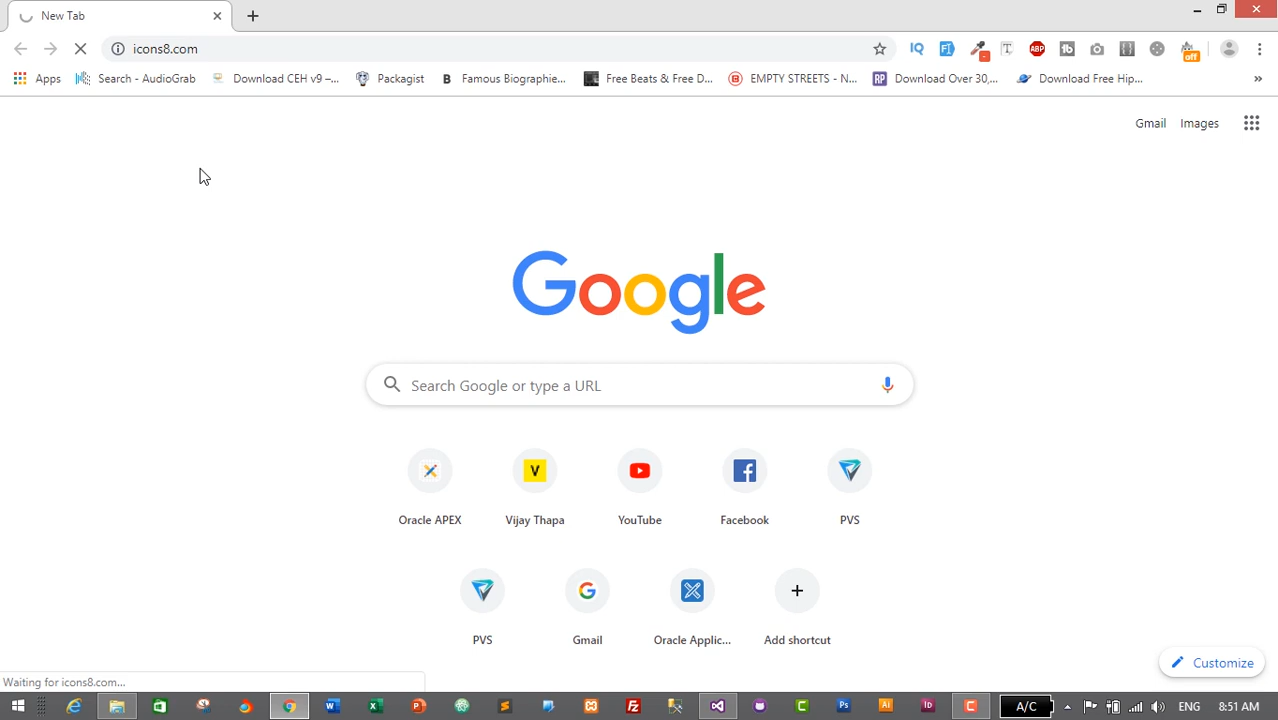 New Tab
icons8.com
Apps Search - AudioGrab Download CEH v9 –... Packagist Famous Biographie... Free Beats & Free D... EMPTY STREETS - N... Download Over 30,... Download Free Hip... »
Gmail Images
Google
Search Google or type a URL
Oracle APEX Vijay Thapa YouTube Facebook PVS
PVS Gmail Oracle Applic... Add shortcut
Customize
Waiting for icons8.com...
A/C ENG 8:51 AM